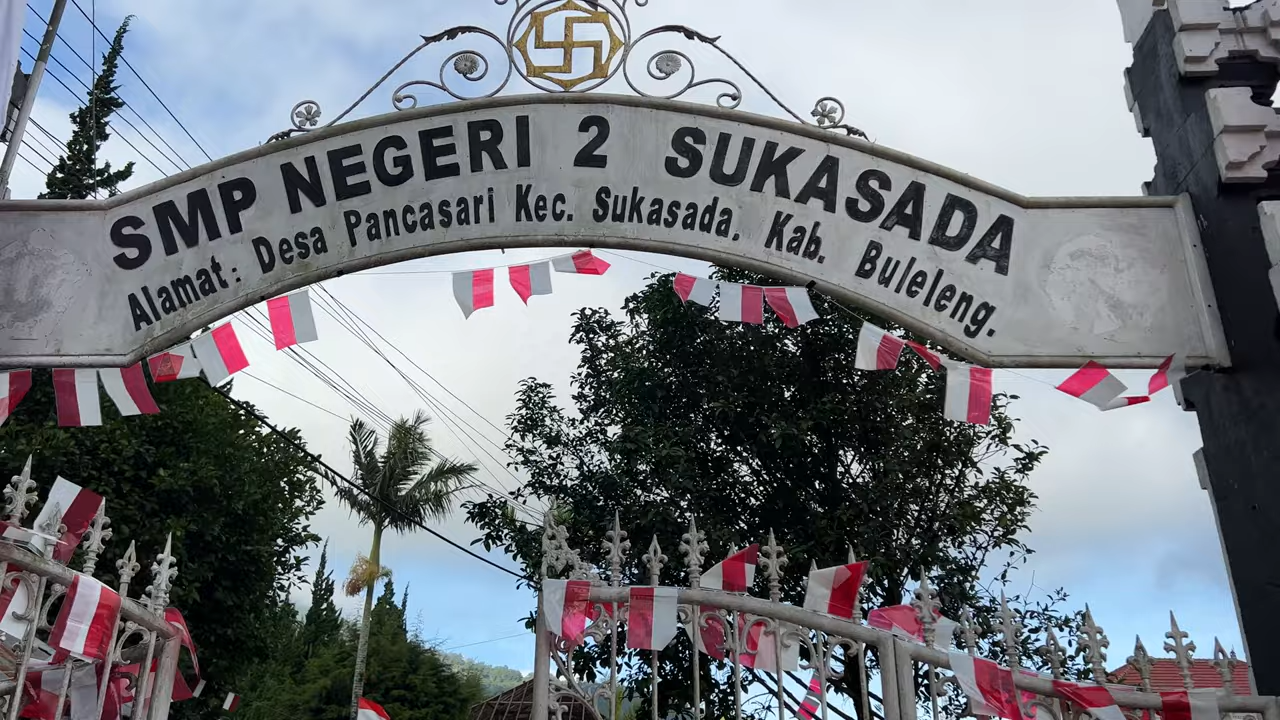 SMP NEGERI 2 SUKASADA
Alamat : Desa Pancasari Kec. Sukasada. Kab. Buleleng.